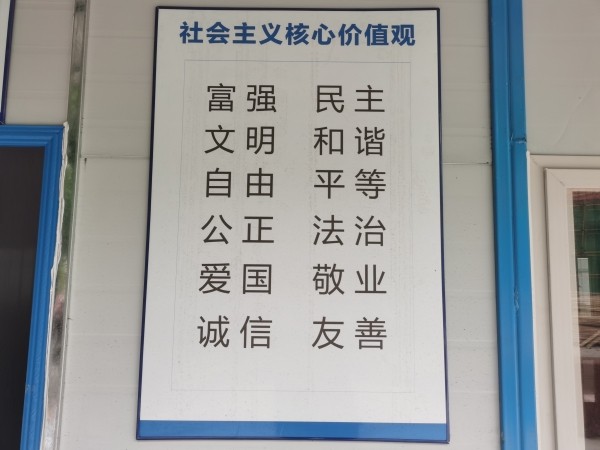 社会主义核心价值观
富强 民主
文明 和谐
自由 平等
公正 法治
爱国 敬业
诚信 友善